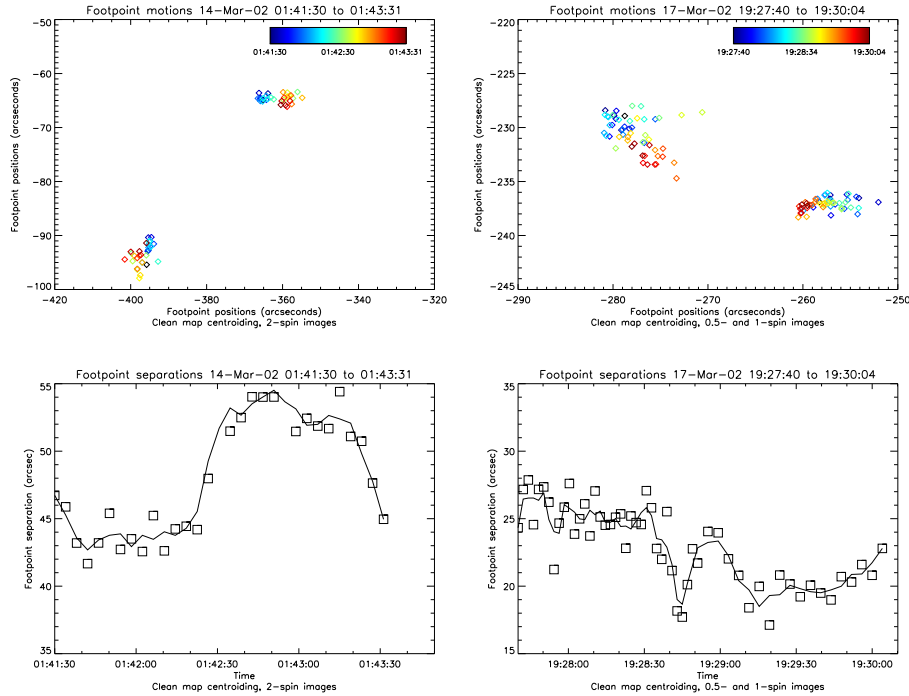 Footpoint motions 14-Mar-02 01:41:30 to 01:43:31
-50
-60
-70
-80
-90
-100
Footpoint positions (arcseconds)
01:41:30 01:42:30 01:43:31
-420 -400 -380 -360 -340 -320
Footpoint positions (arcseconds)
Clean map centroiding, 2-spin images
Footpoint motions 17-Mar-02 19:27:40 to 19:30:04
-220
-225
-230
-235
-240
-245
Footpoint positions (arcseconds)
19:27:40 19:28:34 19:30:04
-290 -280 -270 -260 -250
Footpoint positions (arcseconds)
Clean map centroiding, 0.5- and 1-spin images
Footpoint separations 14-Mar-02 01:41:30 to 01:43:31
55
50
45
40
35
Footpoint separation (arcsec)
01:41:30 01:42:00 01:42:30 01:43:00 01:43:30
Time
Clean map centroiding, 2-spin images
Footpoint separations 17-Mar-02 19:27:40 to 19:30:04
35
30
25
20
15
Footpoint separation (arcsec)
19:28:00 19:28:30 19:29:00 19:29:30 19:30:00
Time
Clean map centroiding, 0.5- and 1-spin images